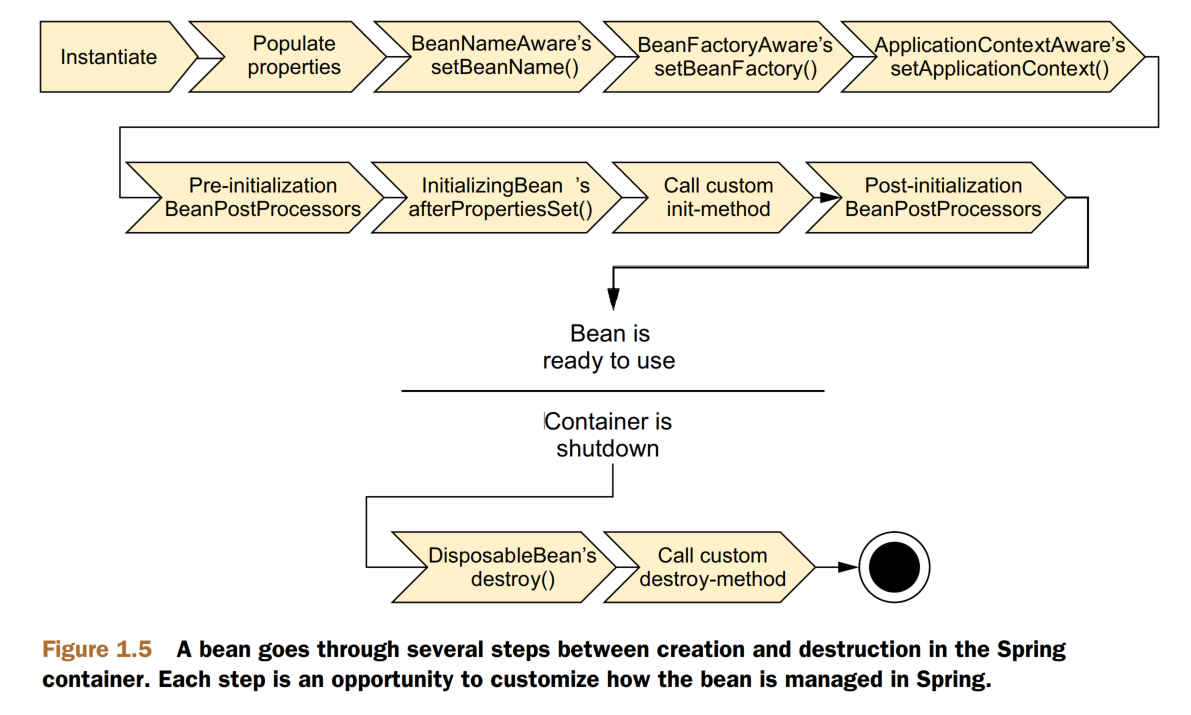 Instantiate
Populate
properties
BeanNameAware’s
setBeanName()
BeanFactoryAware’s
setBeanFactory()
ApplicationContextAware’s
setApplicationContext()
Pre-initialization
BeanPostProcessors
InitializingBean ’s
afterPropertiesSet()
Call custom
init-method
Post-initialization
BeanPostProcessors
Bean is
ready to use
Container is
shutdown
DisposableBean’s
destroy()
Call custom
destroy-method
Figure 1.5 A bean goes through several steps between creation and destruction in the Spring
container. Each step is an opportunity to customize how the bean is managed in Spring.